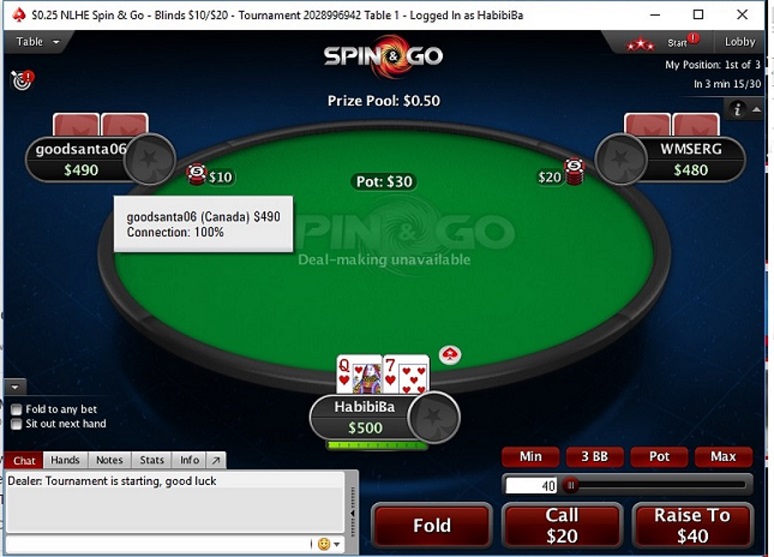 $0.25 NLHE Spin & Go - Blinds $10/$20 - Tournament 2028996942 Table 1 - Logged In as HabibiBa
Table
SPIN & GO
Start
Lobby
My Position: 1st of 3
In 3 min 15/30
Prize Pool: $0.50
i
goodsanta06
$490
$10
Pot: $30
$20
WMSERG
$480
goodsanta06 (Canada) $490
Connection: 100%
SPIN & GO
Deal-making unavailable
Q 7
HabibiBa
$500
Fold to any bet
Sit out next hand
Chat Hands Notes Stats Info
Min 3 BB Pot Max
Dealer: Tournament is starting, good luck
40
Fold
Call
$20
Raise To
$40